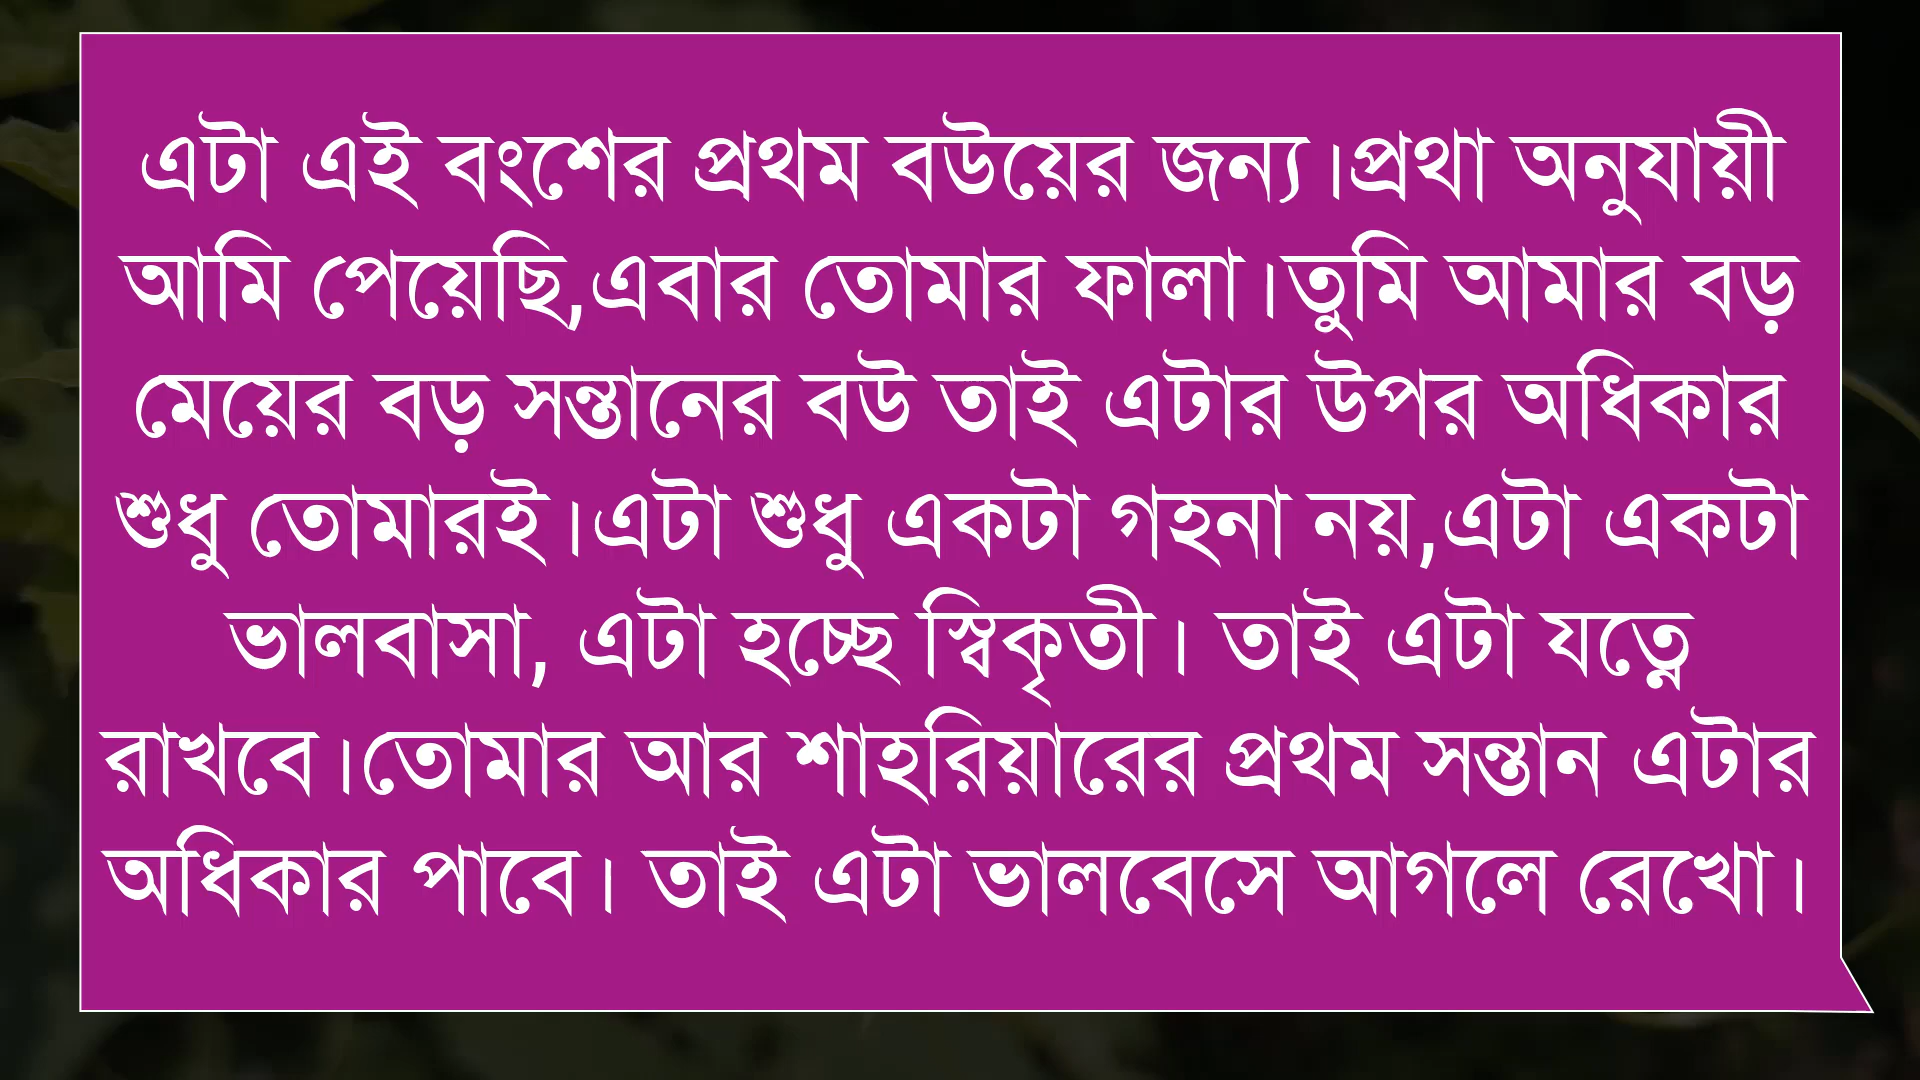 এটা এই বংশের প্রথম বউয়ের জন্য।প্রথা অনুযায়ী
আমি পেয়েছি,এবার তোমার ফালা।তুমি আমার বড়
মেয়ের বড় সন্তানের বউ তাই এটার উপর অধিকার
শুধু তোমারই।এটা শুধু একটা গহনা নয়,এটা একটা
ভালবাসা, এটা হচ্ছে স্বিকৃতী। তাই এটা যত্নে
রাখবে।তোমার আর শাহরিয়ারের প্রথম সন্তান এটার
অধিকার পাবে। তাই এটা ভালবেসে আগলে রেখো।